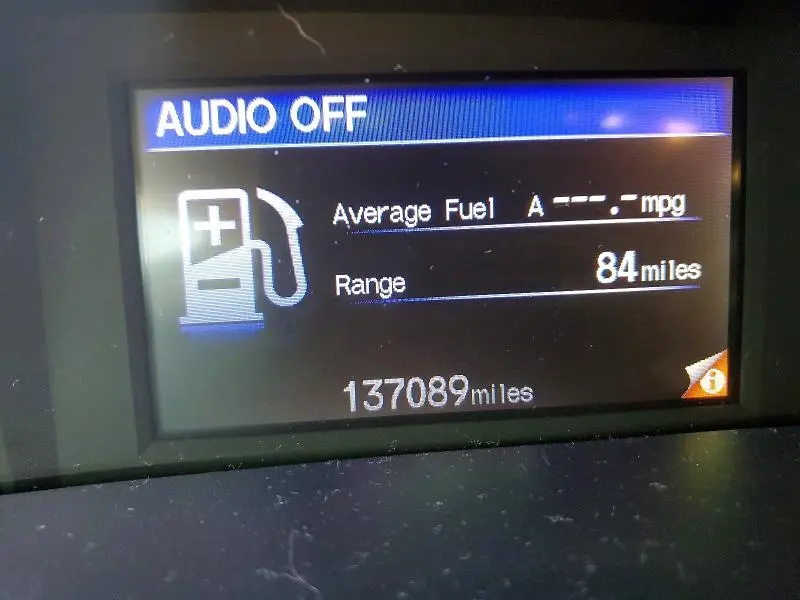 AUDIO OFF
Average Fuel A ---.- mpg
Range 84 miles
137089 miles
i